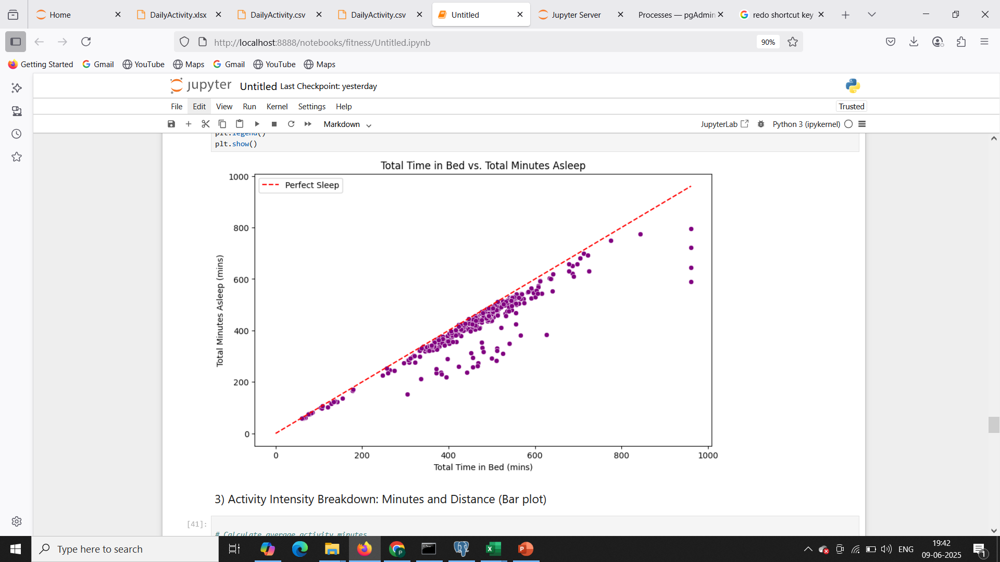 Home
DailyActivity.xlsx
DailyActivity.csv
DailyActivity.csv
Untitled
Jupyter Server
Processes — pgAdmin
redo shortcut key
http://localhost:8888/notebooks/fitness/Untitled.ipynb
90%
Getting Started
Gmail
YouTube
Maps
Gmail
YouTube
Maps
jupyter Untitled Last Checkpoint: yesterday
File Edit View Run Kernel Settings Help
Trusted
Markdown
JupyterLab
Python 3 (ipykernel)
plt.legend()
plt.show()
Total Time in Bed vs. Total Minutes Asleep
Perfect Sleep
1000
800
600
400
200
0
Total Minutes Asleep (mins)
0 200 400 600 800 1000
Total Time in Bed (mins)
3) Activity Intensity Breakdown: Minutes and Distance (Bar plot)
[41]:
# Calculate average activity minutes
Type here to search
P
ENG
19:42
09-06-2025
1